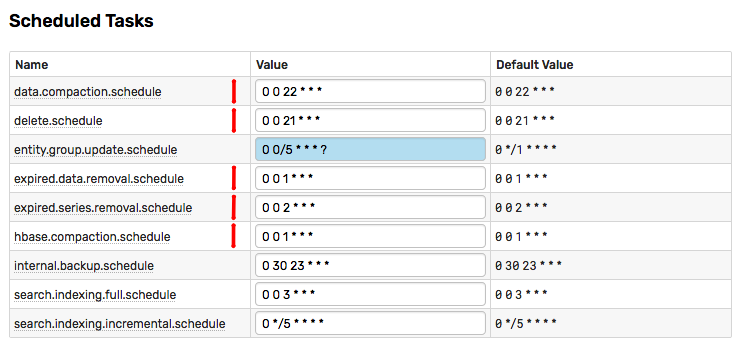 Scheduled Tasks
Name Value Default Value
data.compaction.schedule 0 0 22 * * * 0 0 22 * * *
delete.schedule 0 0 21 * * * 0 0 21 * * *
entity.group.update.schedule 0 0/5 * * * ? 0 */1 * * * *
expired.data.removal.schedule 0 0 1 * * * 0 0 1 * * *
expired.series.removal.schedule 0 0 2 * * * 0 0 2 * * *
hbase.compaction.schedule 0 0 1 * * * 0 0 1 * * *
internal.backup.schedule 0 30 23 * * * 0 30 23 * * *
search.indexing.full.schedule 0 0 3 * * * 0 0 3 * * *
search.indexing.incremental.schedule 0 */5 * * * * 0 */5 * * * *